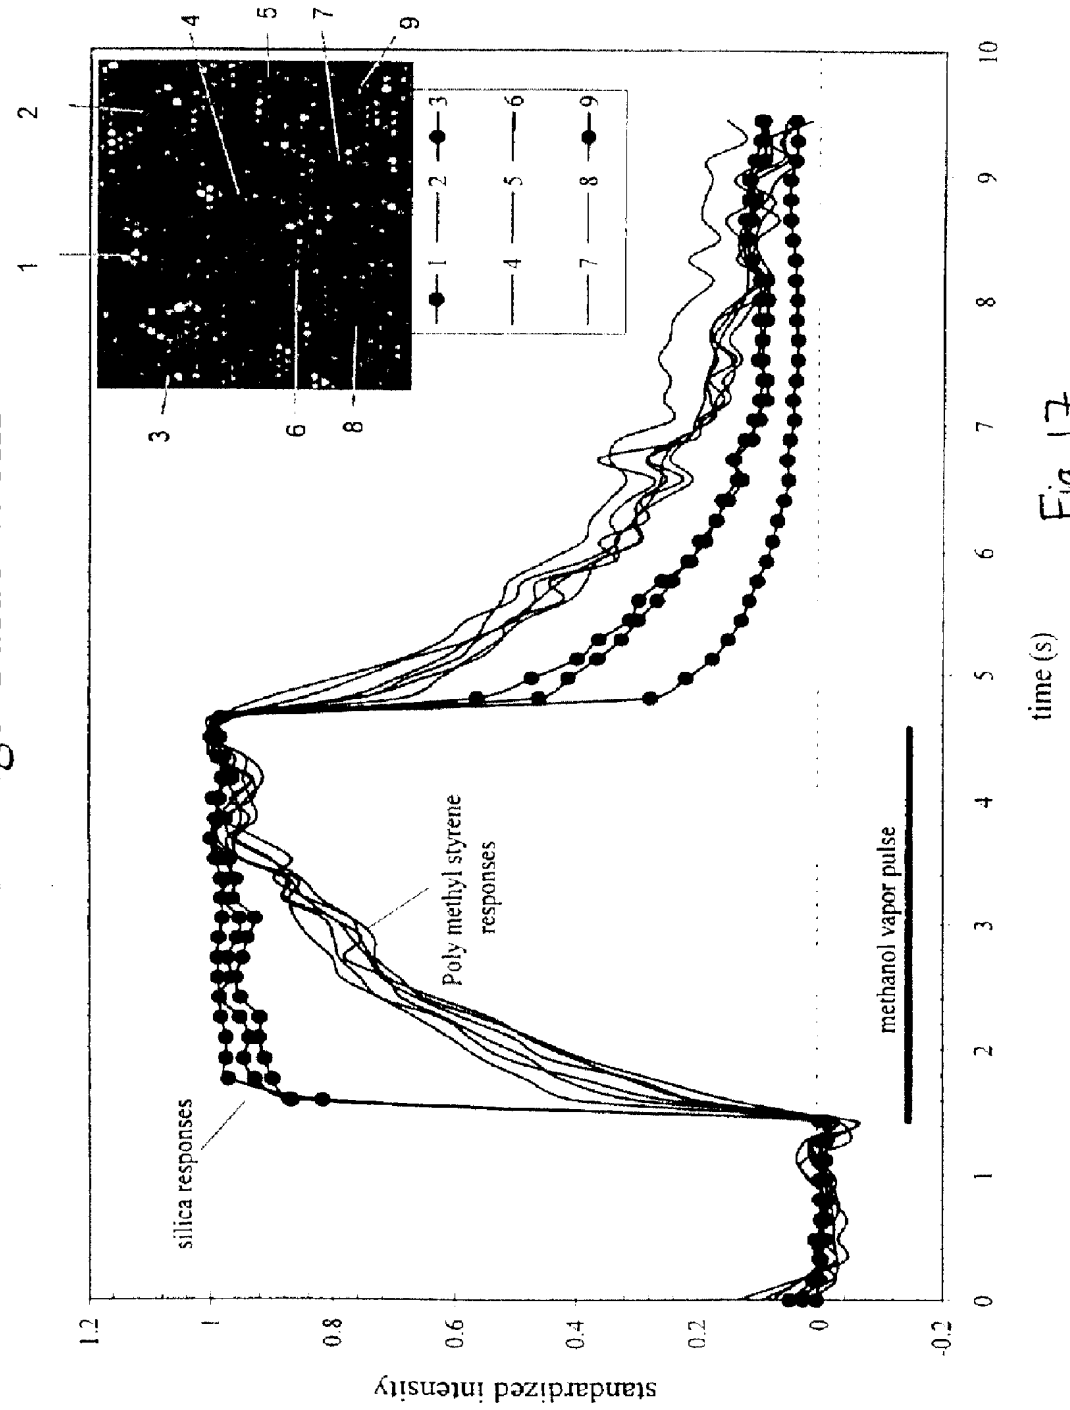 1 2
3 4 5 6 7 8 9
1 2 3
4 5 6
7 8 9
silica responses
Poly methyl styrene
responses
methanol vapor pulse
standardized intensity
1.2
1
0.8
0.6
0.4
0.2
0
-0.2
0 1 2 3 4 5 6 7 8 9 10
time (s)
Fig. 17